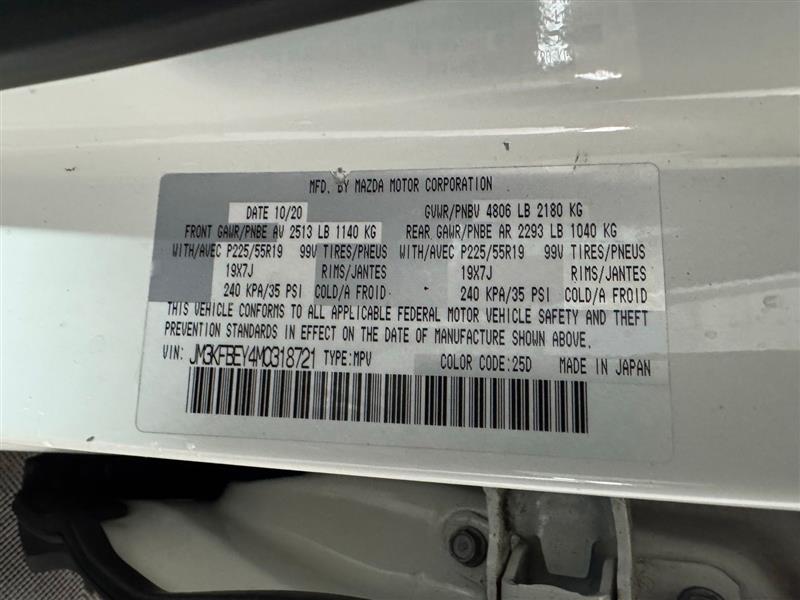 MFD. BY MAZDA MOTOR CORPORATION
DATE 10/20 GVWR/PNBV 4806 LB 2180 KG
FRONT GAWR/PNBE AV 2513 LB 1140 KG REAR GAWR/PNBE AR 2293 LB 1040 KG
WITH/AVEC P225/55R19 99V TIRES/PNEUS WITH/AVEC P225/55R19 99V TIRES/PNEUS
19X7J RIMS/JANTES 19X7J RIMS/JANTES
240 KPA/35 PSI COLD/A FROID 240 KPA/35 PSI COLD/A FROID
THIS VEHICLE CONFORMS TO ALL APPLICABLE FEDERAL MOTOR VEHICLE SAFETY AND THEFT
PREVENTION STANDARDS IN EFFECT ON THE DATE OF MANUFACTURE SHOWN ABOVE.
VIN: JM3KFBEY4M0318721 TYPE:MPV COLOR CODE:25D MADE IN JAPAN